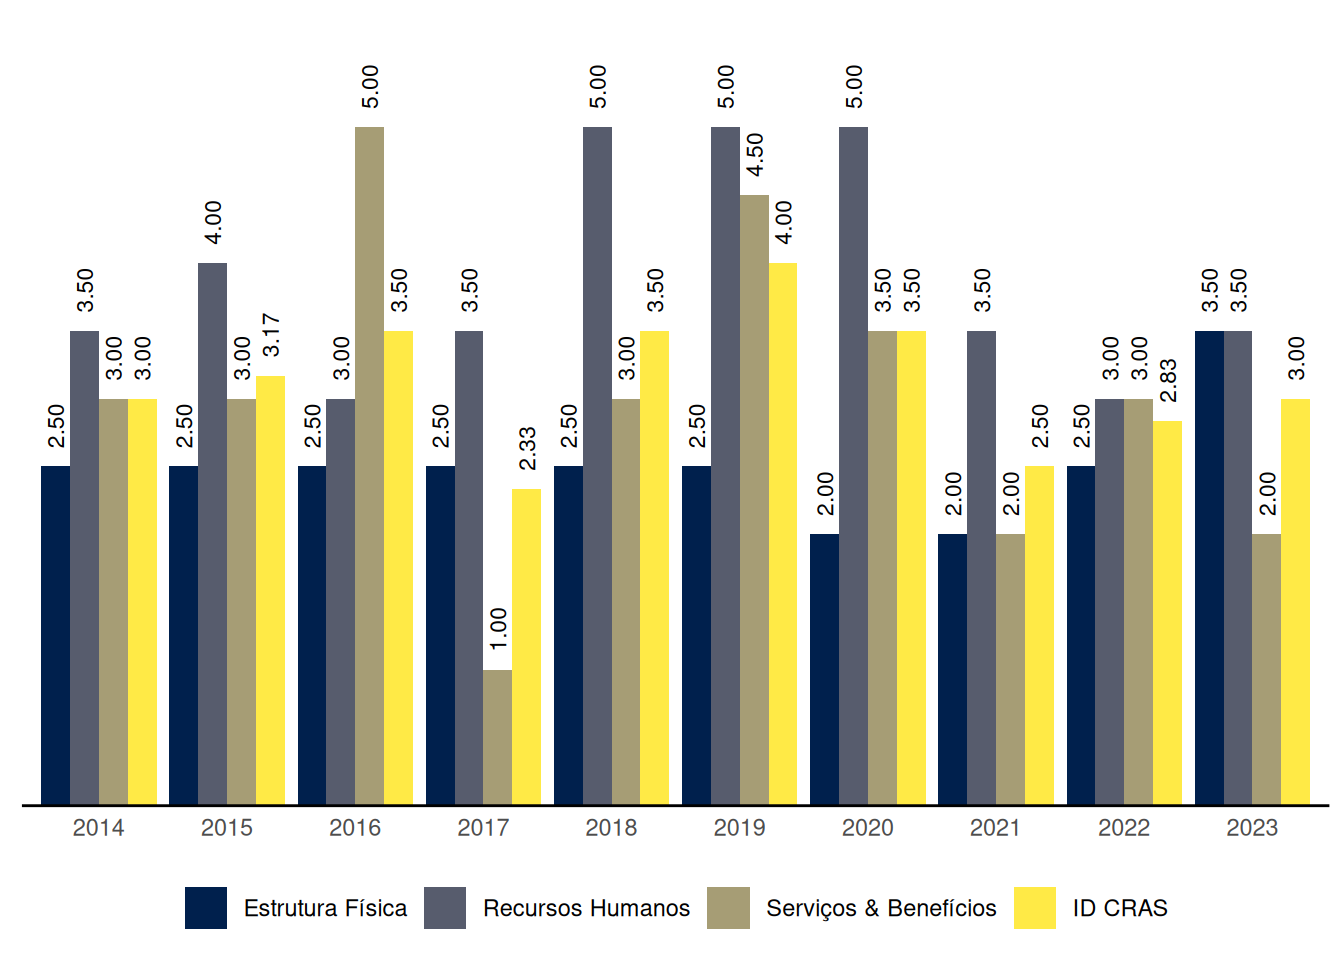 2.50 3.50 3.00 3.00 2.50 4.00 3.00 3.17 2.50 3.00 5.00 3.50 2.50 3.50 1.00 2.33 2.50 5.00 3.00 3.50 2.50 5.00 4.50 4.00 2.00 5.00 3.50 3.50 2.00 3.50 2.00 2.50 2.50 3.00 3.00 2.83 3.50 3.50 2.00 3.00
2014 2015 2016 2017 2018 2019 2020 2021 2022 2023
Estrutura Física Recursos Humanos Serviços & Benefícios ID CRAS